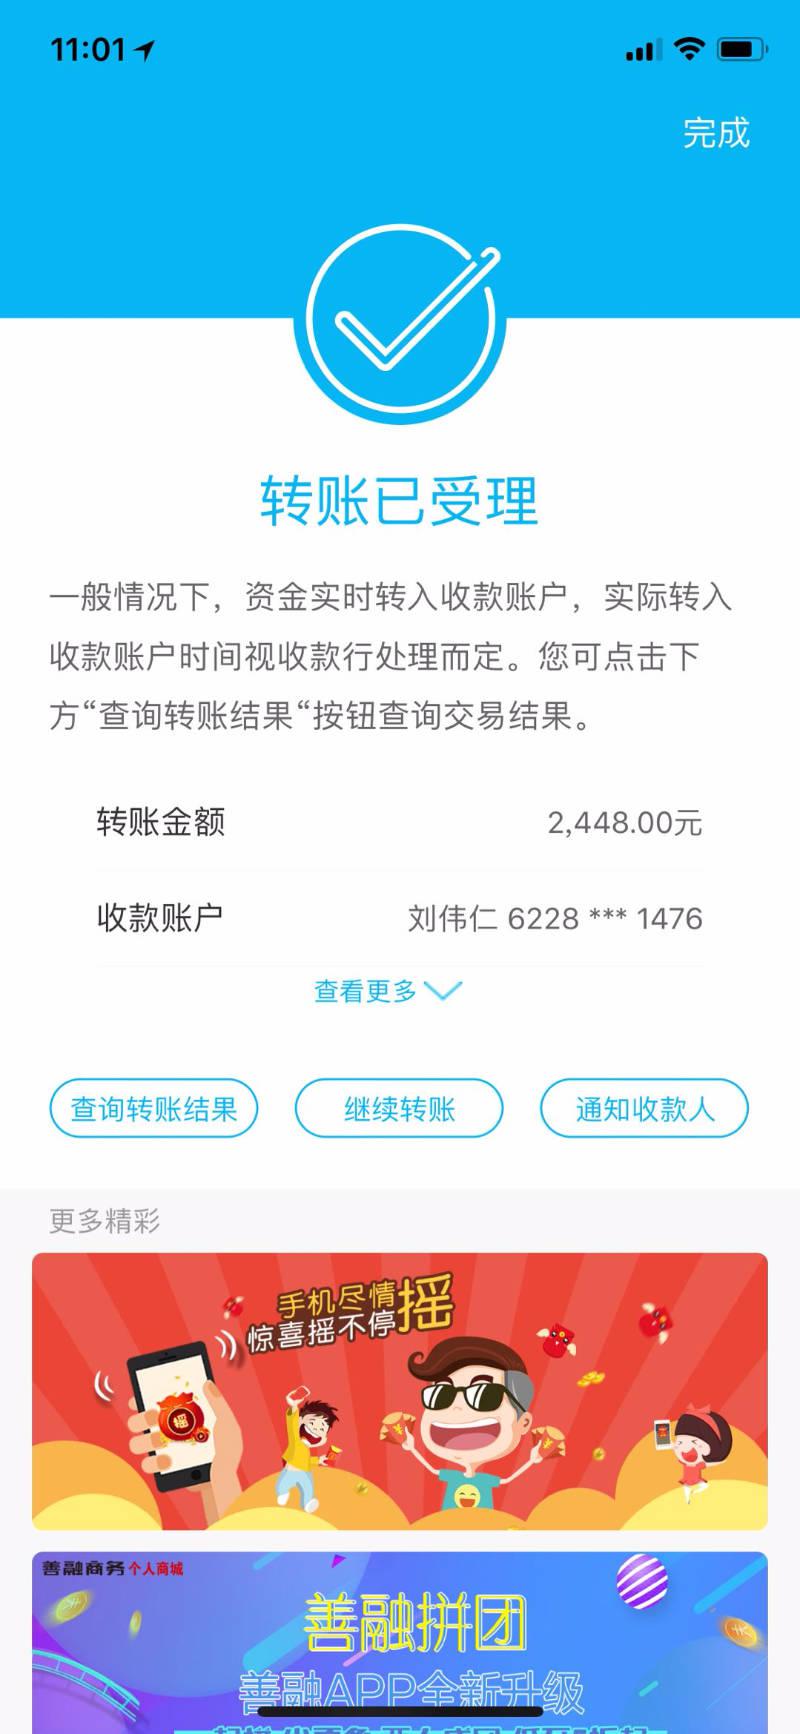 11:01
完成
转账已受理
一般情况下，资金实时转入收款账户，实际转入
收款账户时间视收款行处理而定。您可点击下
方“查询转账结果“按钮查询交易结果。
转账金额 2,448.00元
收款账户 刘伟仁 6228 *** 1476
查看更多
查询转账结果 继续转账 通知收款人
更多精彩
手机尽情摇
惊喜摇不停
摇
善融商务 个人商城
善融拼团
善融APP全新升级